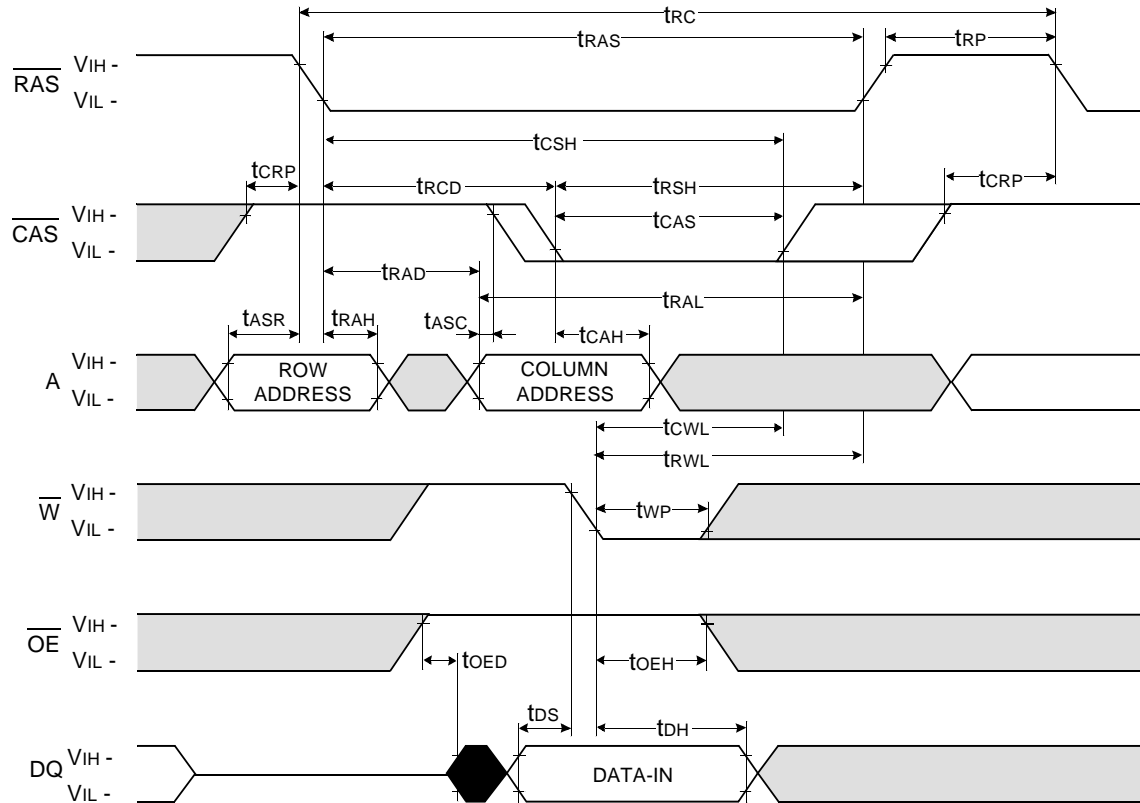 tRC
tRAS
tRP
RAS
VIH -
VIL -
tCSH
tCRP
tRCD
tRSH
tCRP
CAS
VIH -
VIL -
tCAS
tRAD
tRAL
tASR
tRAH
tASC
tCAH
A
VIH -
VIL -
ROW
ADDRESS
COLUMN
ADDRESS
tCWL
tRWL
W
VIH -
VIL -
tWP
OE
VIH -
VIL -
tOED
tOEH
tDS
tDH
DQ
VIH -
VIL -
DATA-IN